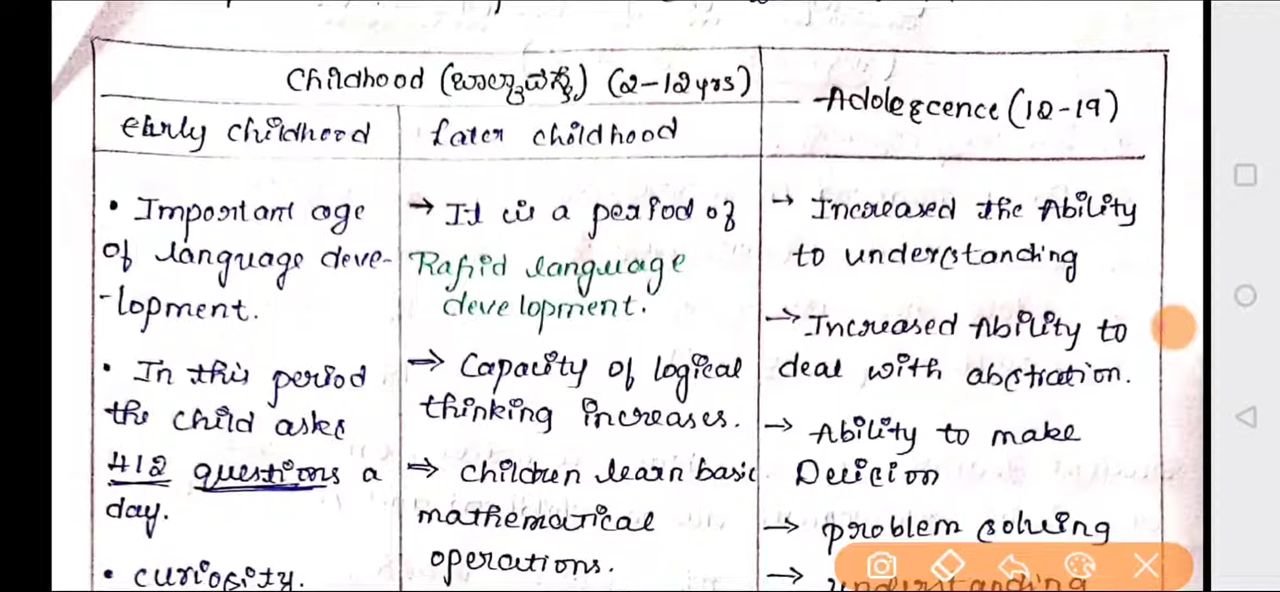 Childhood (ಬಾಲ್ಯಾವಸ್ಥೆ) (2-12yrs)
Adolescence (12-19)
Early childhood
Later childhood
• Important age
of language deve-
-lopment.
• In this period
the child asks
412 questions a
day.
• curiosity.
→ It is a period of
Rapid language
development.
⇒ Capacity of logical
thinking increases.
⇒ children learn basic
mathematical
operations.
→ Increased the Ability
to understanding
→ Increased Ability to
deal with abstration.
→ Ability to make
Decision
→ problem solving
→ understanding